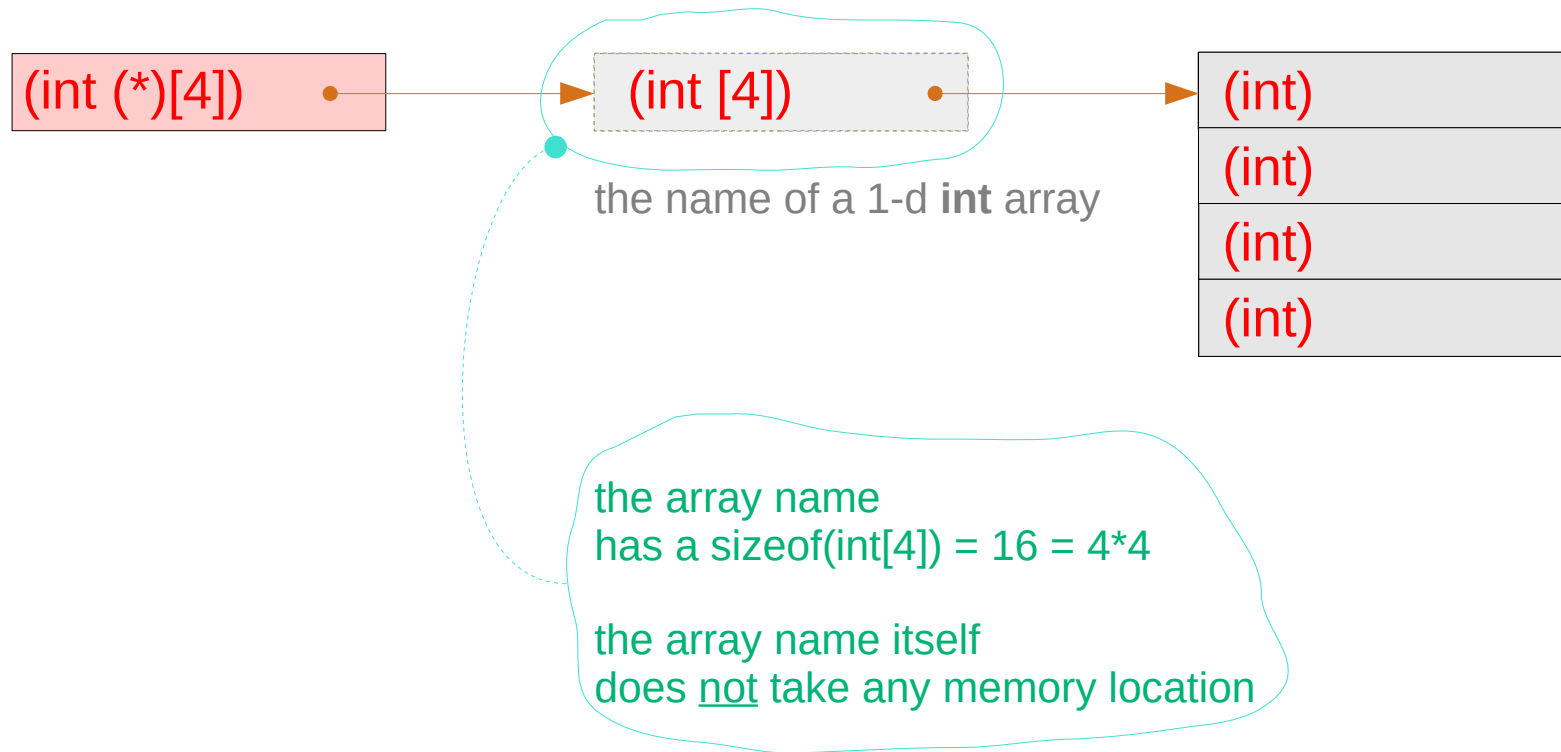 (int (*)[4])
(int [4])
(int)
(int)
(int)
(int)
the name of a 1-d int array
the array name
has a sizeof(int[4]) = 16 = 4*4
the array name itself
does not take any memory location